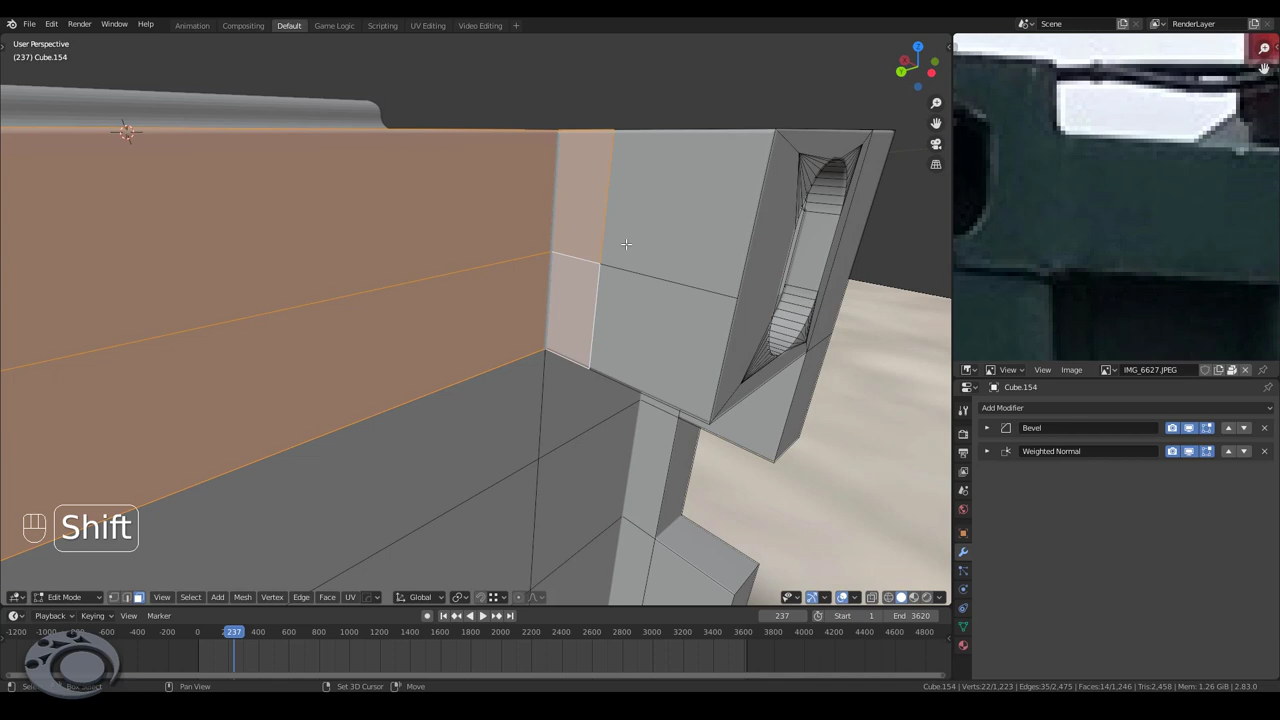 File Edit Render Window Help
Animation Compositing Default Game Logic Scripting UV Editing Video Editing +
Scene
RenderLayer
User Perspective
(237) Cube.154
Z
X
Y
View View Image IMG_6627.JPEG
Cube.101
Add Modifier
Bevel
Weighted Normal
Shift
Edit Mode View Select Add Mesh Vertex Edge Face UV Global
Playback Keying View Marker 237 Start 1 End 3620
-1200 -1000 -800 -600 -400 -200 0 237 400 600 800 1000 1200 1400 1600 1800 2000 2200 2400 2600 2800 3000 3200 3400 3600 3800 4000 4200 4400 4600 4800
Pan View Set 3D Cursor Move Cube.154 | Verts:22/1,223 | Edges:35/2,475 | Faces:14/1,246 | Tris:2,458 | Mem: 1.26 GiB | 2.83.0